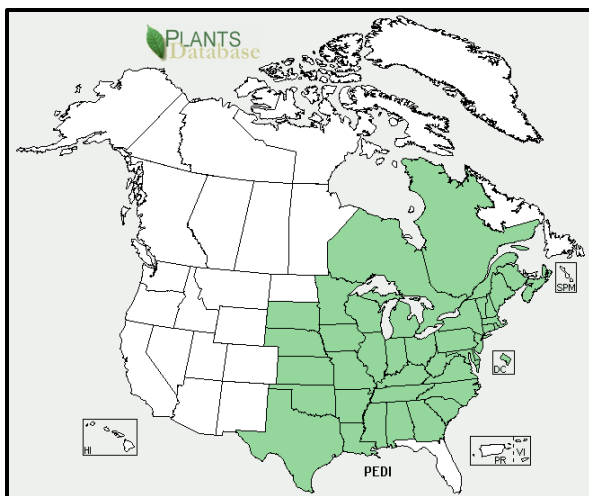 PLANTS
Database
SPM
DC
HI
PR
VI
PEDI